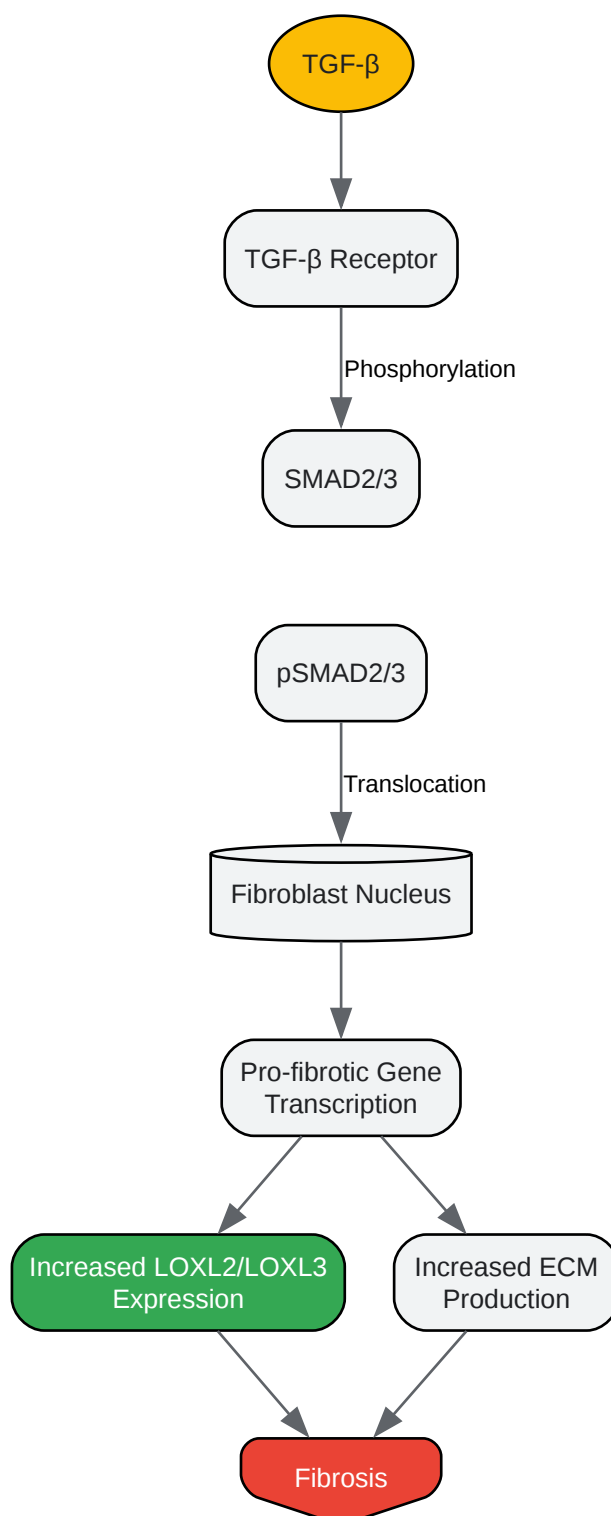 TGF-β
TGF-β Receptor
Phosphorylation
SMAD2/3
pSMAD2/3
Translocation
Fibroblast Nucleus
Pro-fibrotic Gene
Transcription
Increased LOXL2/LOXL3
Expression
Increased ECM
Production
Fibrosis